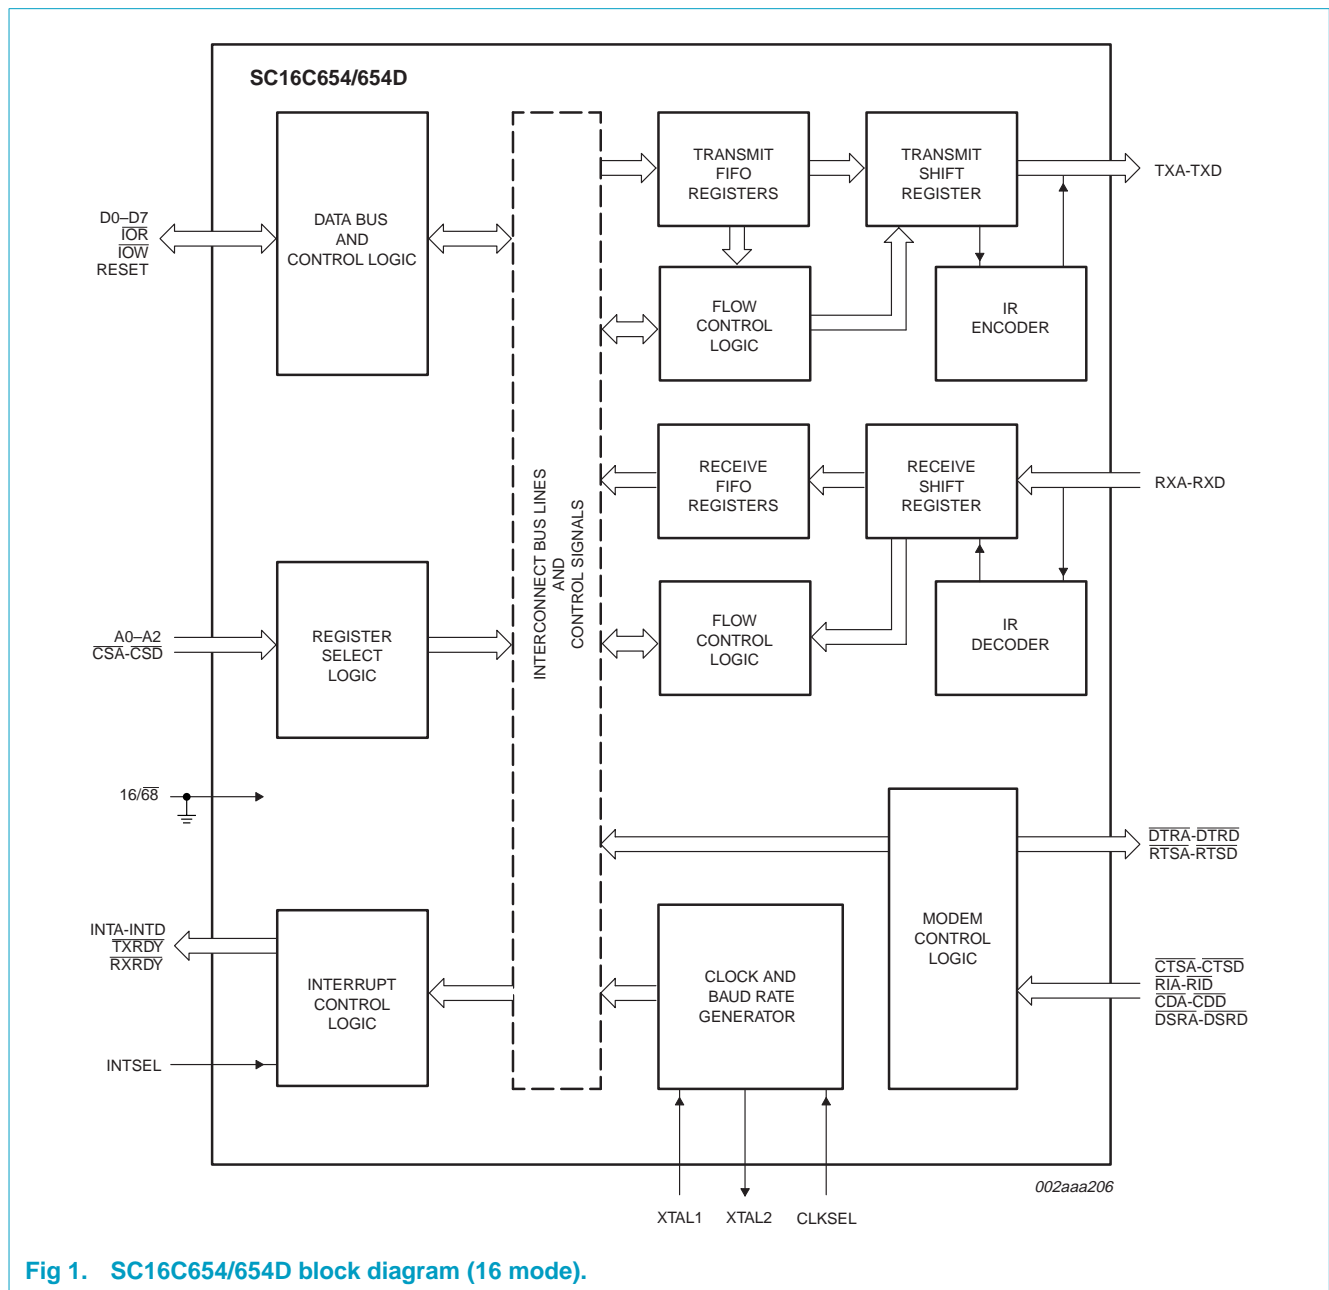 SC16C654/654D
D0–D7
IOR
IOW
RESET
DATA BUS
AND
CONTROL LOGIC
A0–A2
CSA-CSD
REGISTER
SELECT
LOGIC
16/68
INTA-INTD
TXRDY
RXRDY
INTSEL
INTERRUPT
CONTROL
LOGIC
INTERCONNECT BUS LINES
AND
CONTROL SIGNALS
TRANSMIT
FIFO
REGISTERS
TRANSMIT
SHIFT
REGISTER
TXA-TXD
FLOW
CONTROL
LOGIC
IR
ENCODER
RECEIVE
FIFO
REGISTERS
RECEIVE
SHIFT
REGISTER
RXA-RXD
FLOW
CONTROL
LOGIC
IR
DECODER
CLOCK AND
BAUD RATE
GENERATOR
MODEM
CONTROL
LOGIC
DTRA-DTRD
RTSA-RTSD
CTSA-CTSD
RIA-RID
CDA-CDD
DSRA-DSRD
XTAL1
XTAL2
CLKSEL
002aaa206
Fig 1. SC16C654/654D block diagram (16 mode).